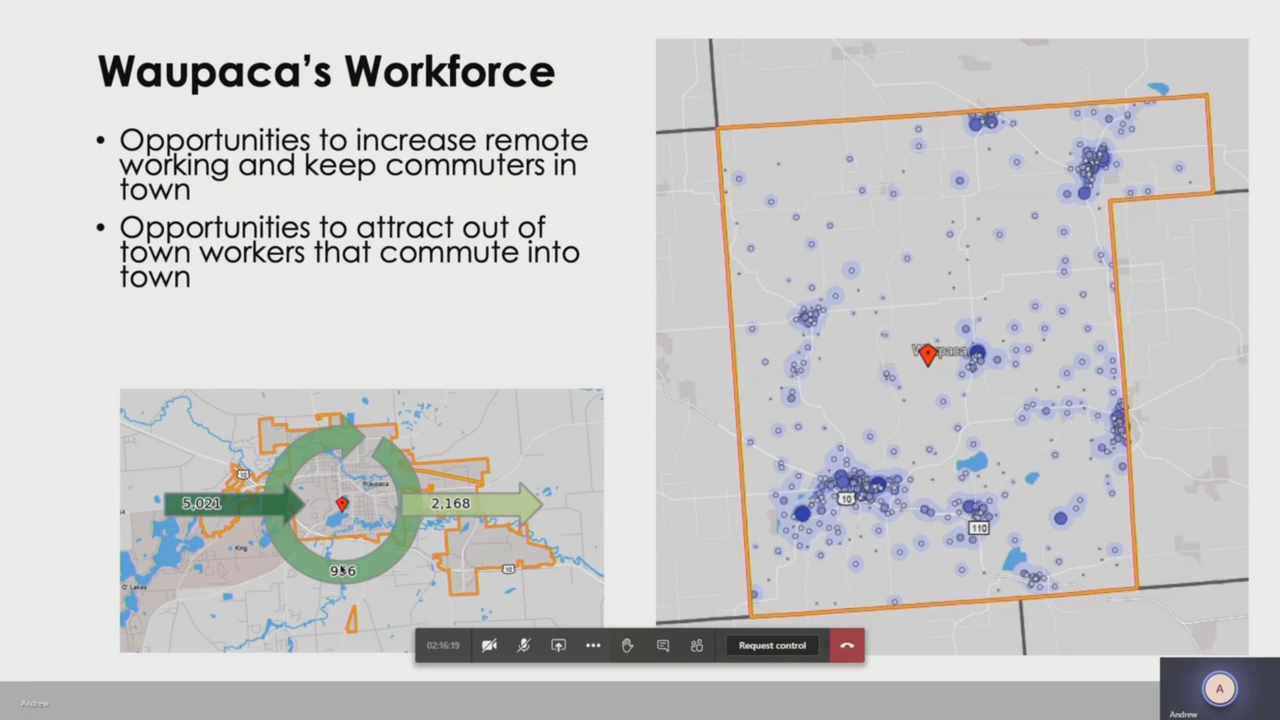 Waupaca's Workforce
• Opportunities to increase remote
working and keep commuters in
town
• Opportunities to attract out of
town workers that commute into
town
10
5,021
Waupaca
2,168
King
O' Lakes
10
Waupaca
10
110
02:16:19
Request control
A
Andrew
Andrew